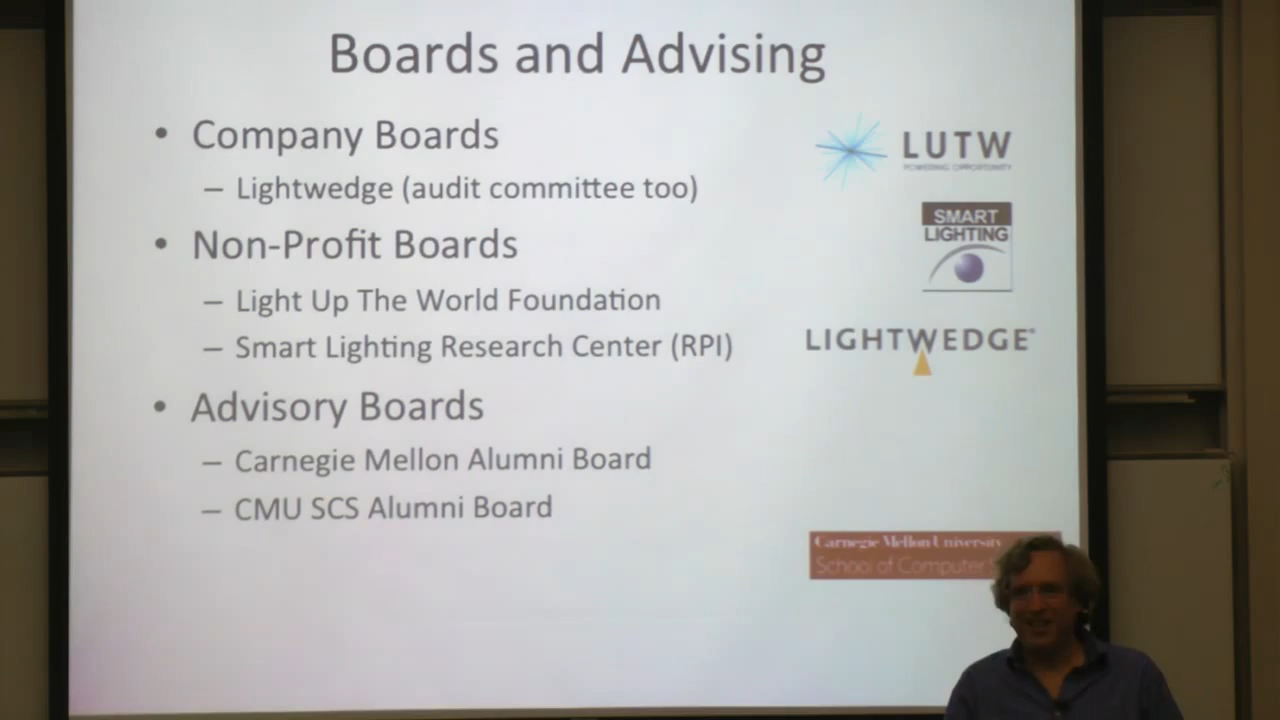 Boards and Advising
• Company Boards
– Lightwedge (audit committee too)
• Non-Profit Boards
– Light Up The World Foundation
– Smart Lighting Research Center (RPI)
• Advisory Boards
– Carnegie Mellon Alumni Board
– CMU SCS Alumni Board
LUTW
POWERING OPPORTUNITY
SMART
LIGHTING
LIGHTWEDGE®
Carnegie Mellon University
School of Computer